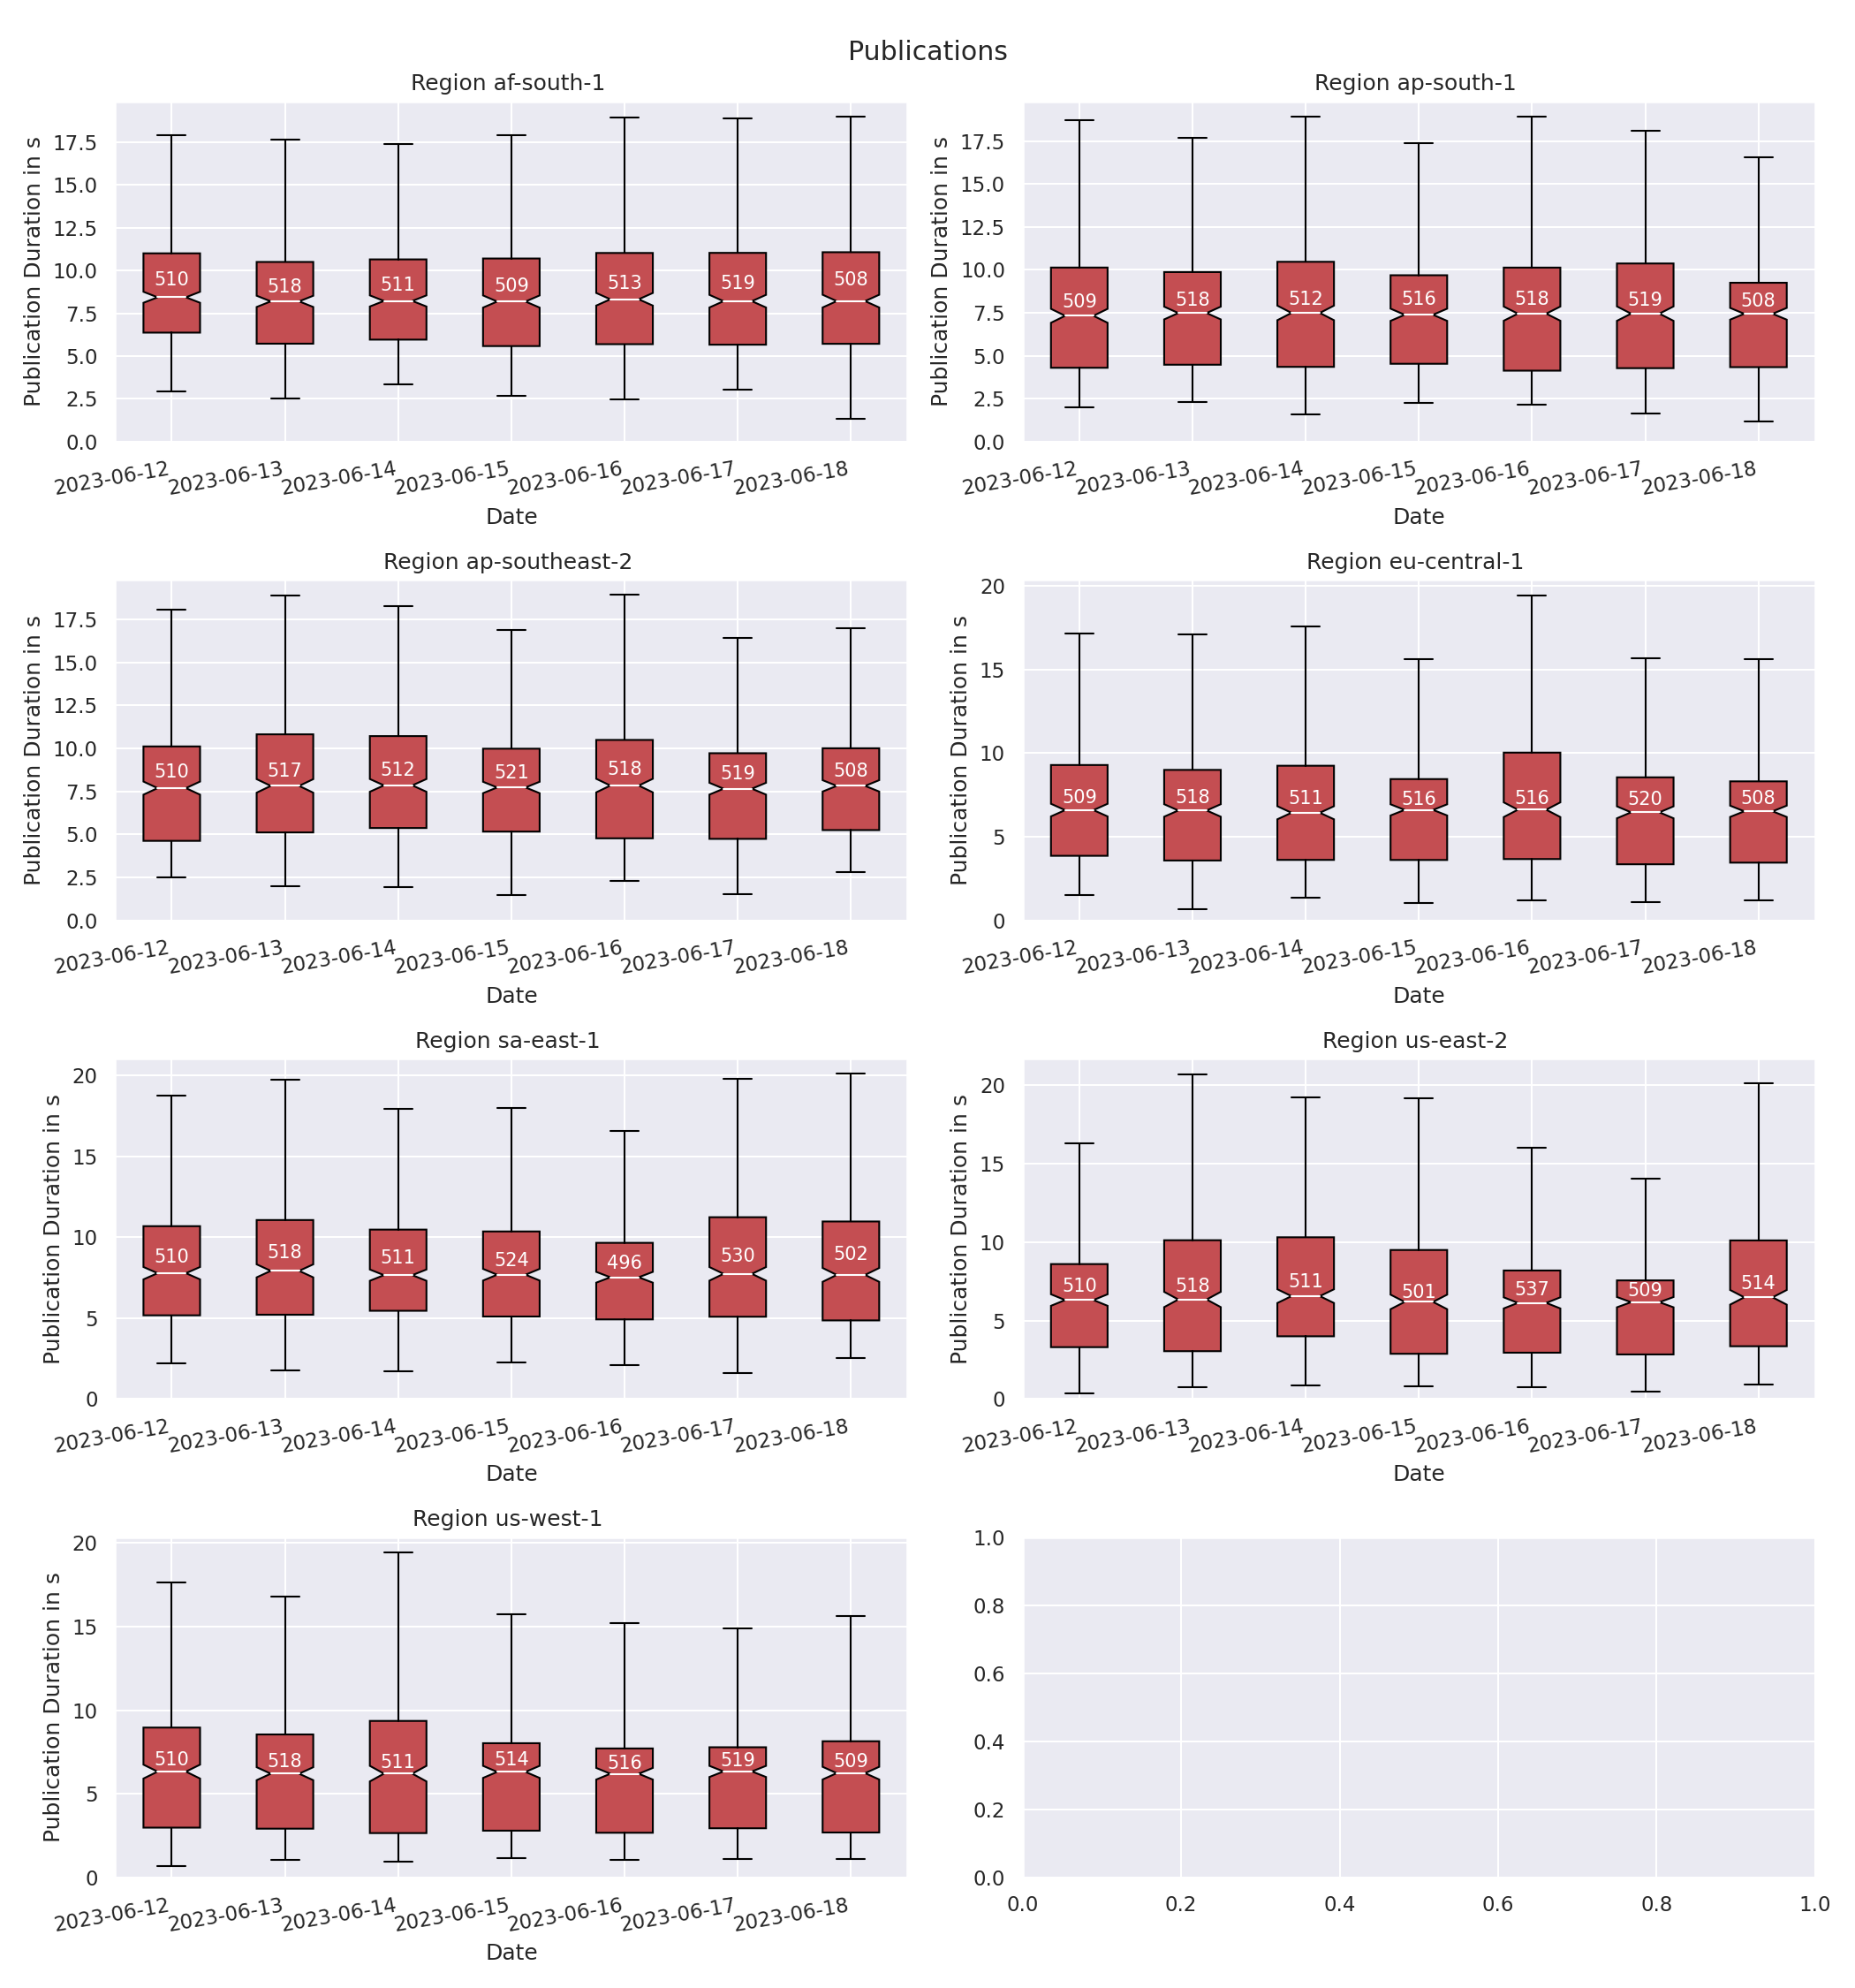 Publications
Region af-south-1
Publication Duration in s
17.5
15.0
12.5
10.0
7.5
5.0
2.5
0.0
510 518 511 509 513 519 508
2023-06-12 2023-06-13 2023-06-14 2023-06-15 2023-06-16 2023-06-17 2023-06-18
Date
Region ap-south-1
Publication Duration in s
17.5
15.0
12.5
10.0
7.5
5.0
2.5
0.0
509 518 512 516 518 519 508
2023-06-12 2023-06-13 2023-06-14 2023-06-15 2023-06-16 2023-06-17 2023-06-18
Date
Region ap-southeast-2
Publication Duration in s
17.5
15.0
12.5
10.0
7.5
5.0
2.5
0.0
510 517 512 521 518 519 508
2023-06-12 2023-06-13 2023-06-14 2023-06-15 2023-06-16 2023-06-17 2023-06-18
Date
Region eu-central-1
Publication Duration in s
20
15
10
5
0
509 518 511 516 516 520 508
2023-06-12 2023-06-13 2023-06-14 2023-06-15 2023-06-16 2023-06-17 2023-06-18
Date
Region sa-east-1
Publication Duration in s
20
15
10
5
0
510 518 511 524 496 530 502
2023-06-12 2023-06-13 2023-06-14 2023-06-15 2023-06-16 2023-06-17 2023-06-18
Date
Region us-east-2
Publication Duration in s
20
15
10
5
0
510 518 511 501 537 509 514
2023-06-12 2023-06-13 2023-06-14 2023-06-15 2023-06-16 2023-06-17 2023-06-18
Date
Region us-west-1
Publication Duration in s
20
15
10
5
0
510 518 511 514 516 519 509
2023-06-12 2023-06-13 2023-06-14 2023-06-15 2023-06-16 2023-06-17 2023-06-18
Date
1.0
0.8
0.6
0.4
0.2
0.0
0.0 0.2 0.4 0.6 0.8 1.0